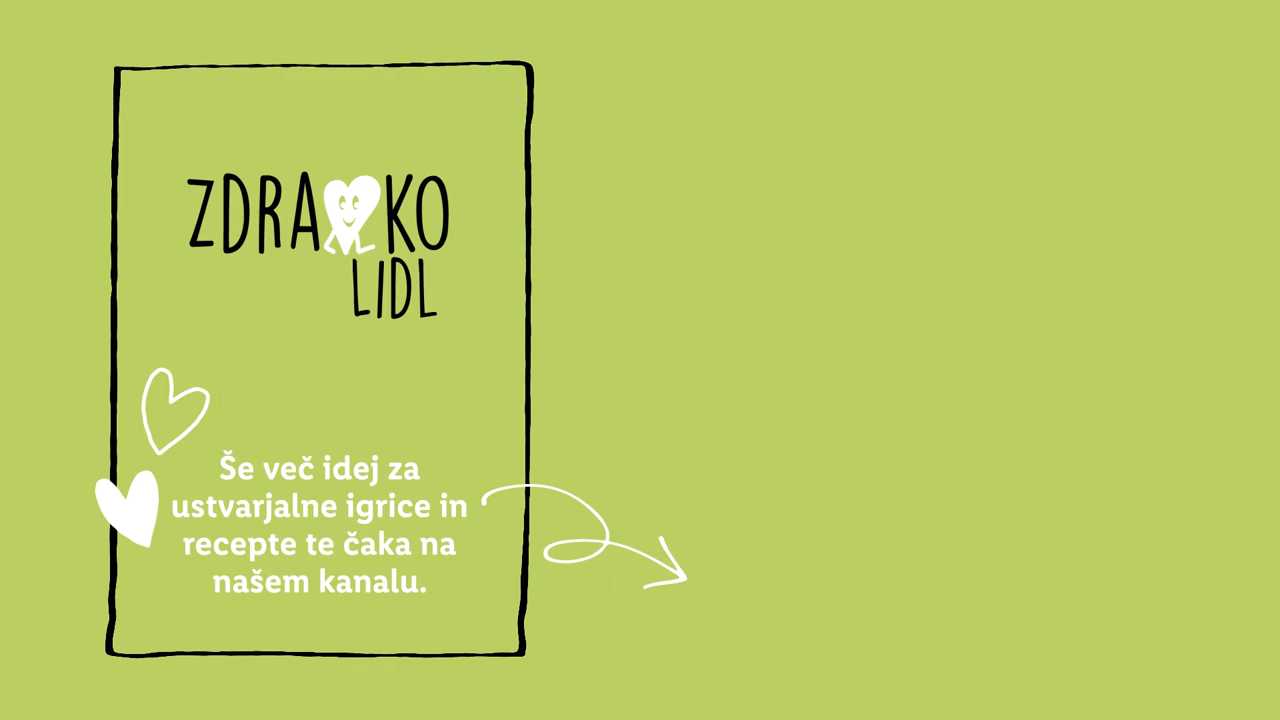 ZDRAVKO
LIDL
Še več idej za
ustvarjalne igrice in
recepte te čaka na
našem kanalu.